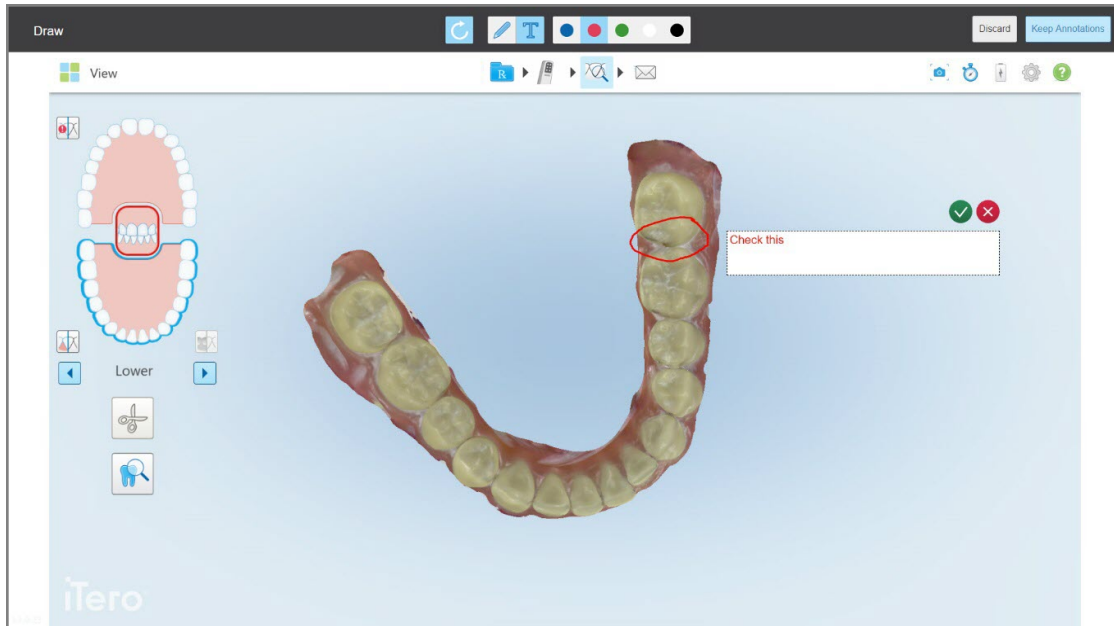 Draw
T
Discard
Keep Annotations
View
R
?
Check this
Lower
iTero